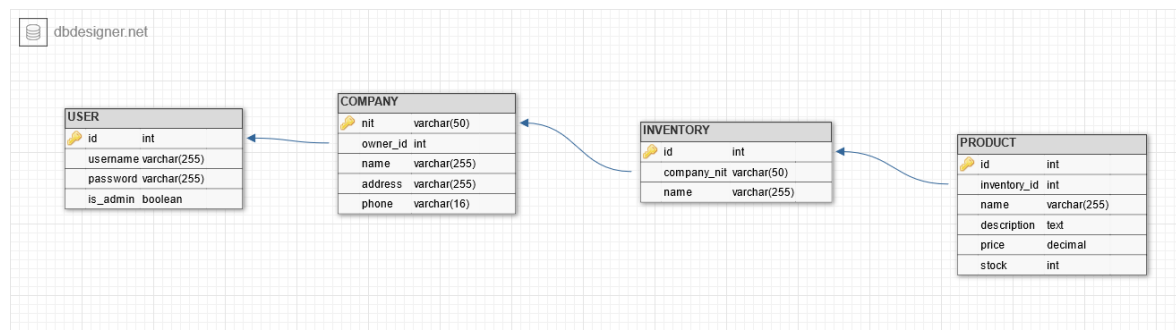 dbdesigner.net
USER
id int
username varchar(255)
password varchar(255)
is_admin boolean
COMPANY
nit varchar(50)
owner_id int
name varchar(255)
address varchar(255)
phone varchar(16)
INVENTORY
id int
company_nit varchar(50)
name varchar(255)
PRODUCT
id int
inventory_id int
name varchar(255)
description text
price decimal
stock int